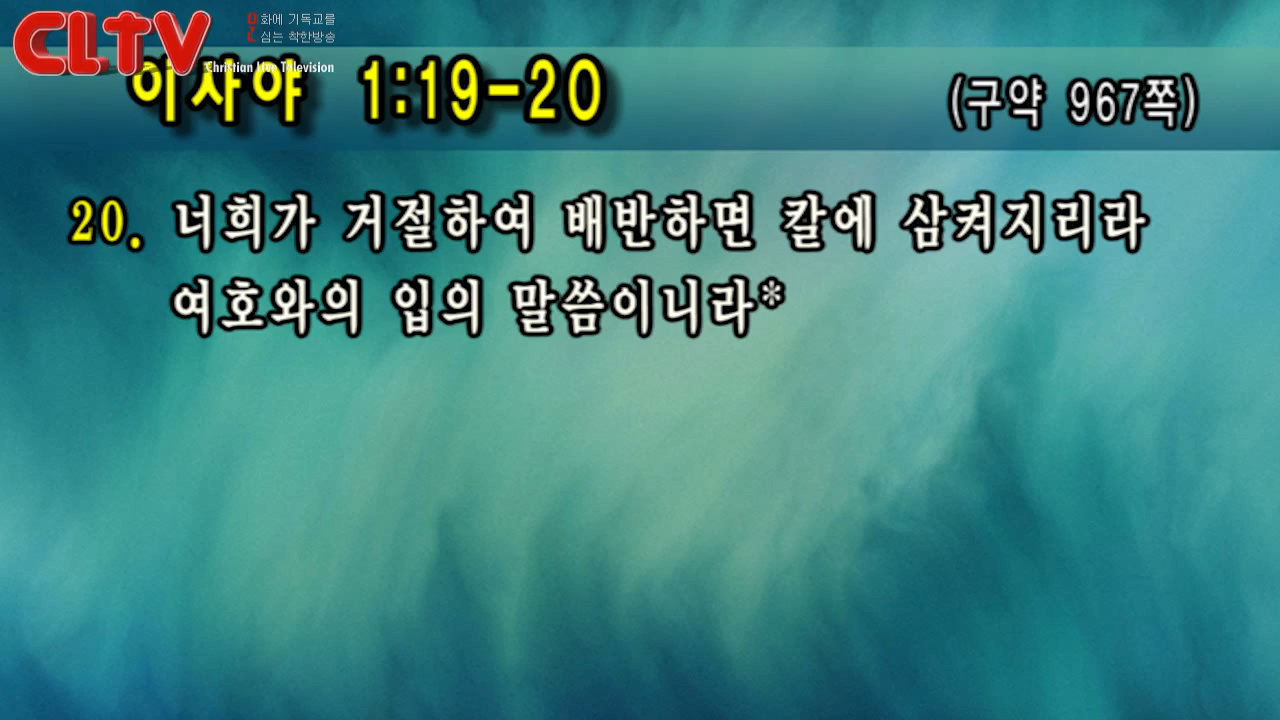 CLTV
문화에 기독교를
심는 착한방송
Christian Live Television
이사야 1:19-20
(구약 967쪽)
20. 너희가 거절하여 배반하면 칼에 삼켜지리라
여호와의 입의 말씀이니라*